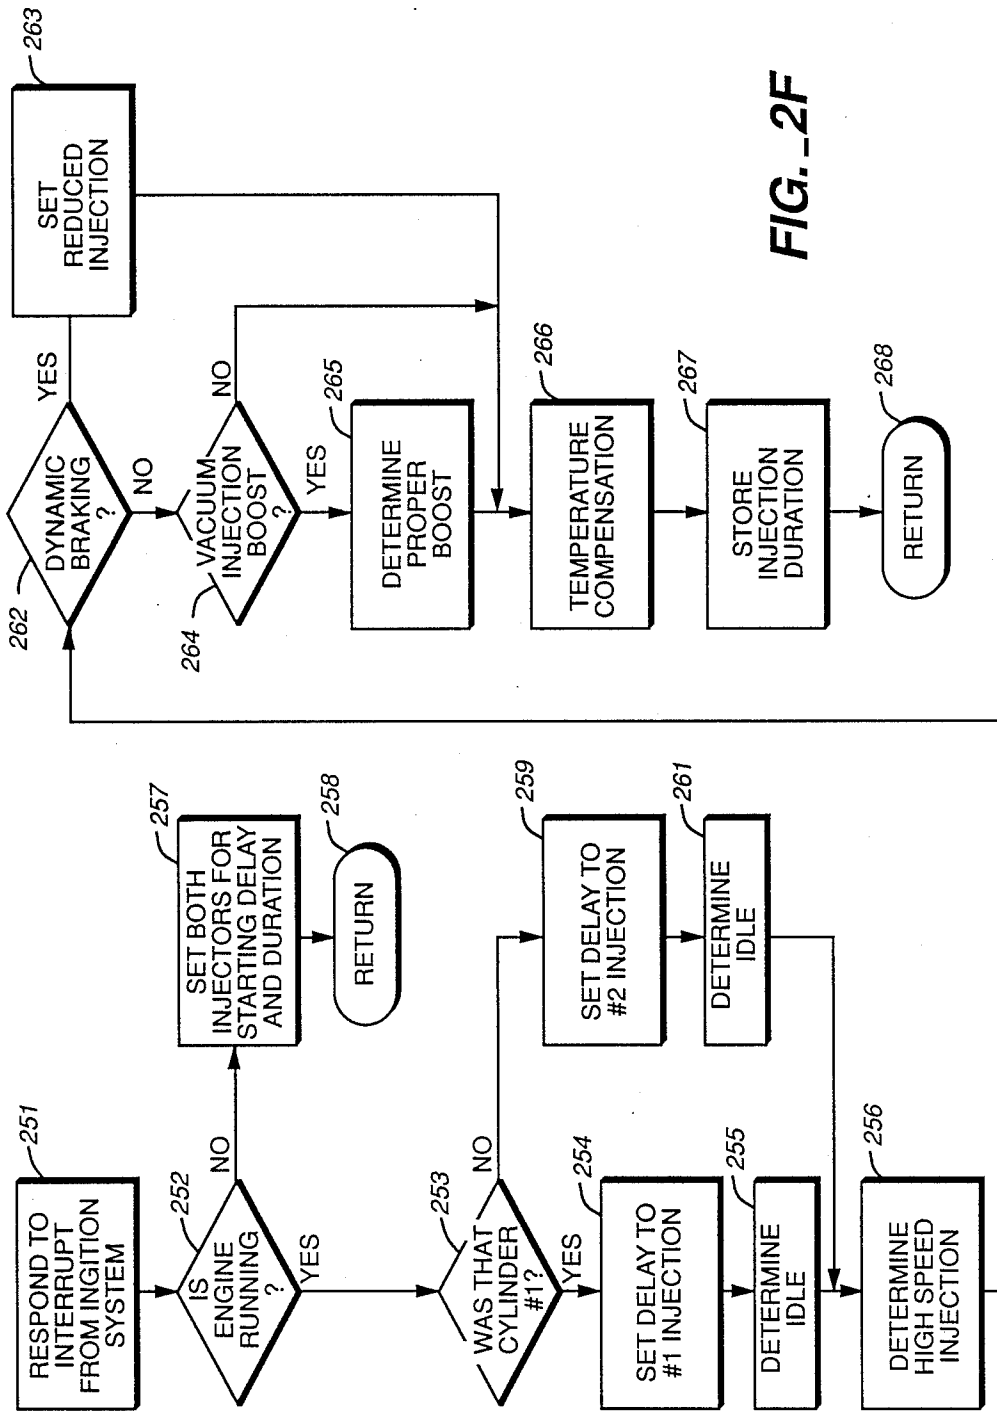 RESPOND TO
INTERRUPT
FROM INGITION
SYSTEM
251
IS
ENGINE
RUNNING
?
252
NO
YES
SET BOTH
INJECTORS FOR
STARTING DELAY
AND DURATION
257
RETURN
258
WAS THAT
CYLINDER
#1?
253
NO
YES
SET DELAY TO
#1 INJECTION
254
DETERMINE
IDLE
255
SET DELAY TO
#2 INJECTION
259
DETERMINE
IDLE
261
DETERMINE
HIGH SPEED
INJECTION
256
DYNAMIC
BRAKING
?
262
YES
NO
SET
REDUCED
INJECTION
263
VACUUM
INJECTION
BOOST
?
264
NO
YES
DETERMINE
PROPER
BOOST
265
TEMPERATURE
COMPENSATION
266
STORE
INJECTION
DURATION
267
RETURN
268
FIG._2F